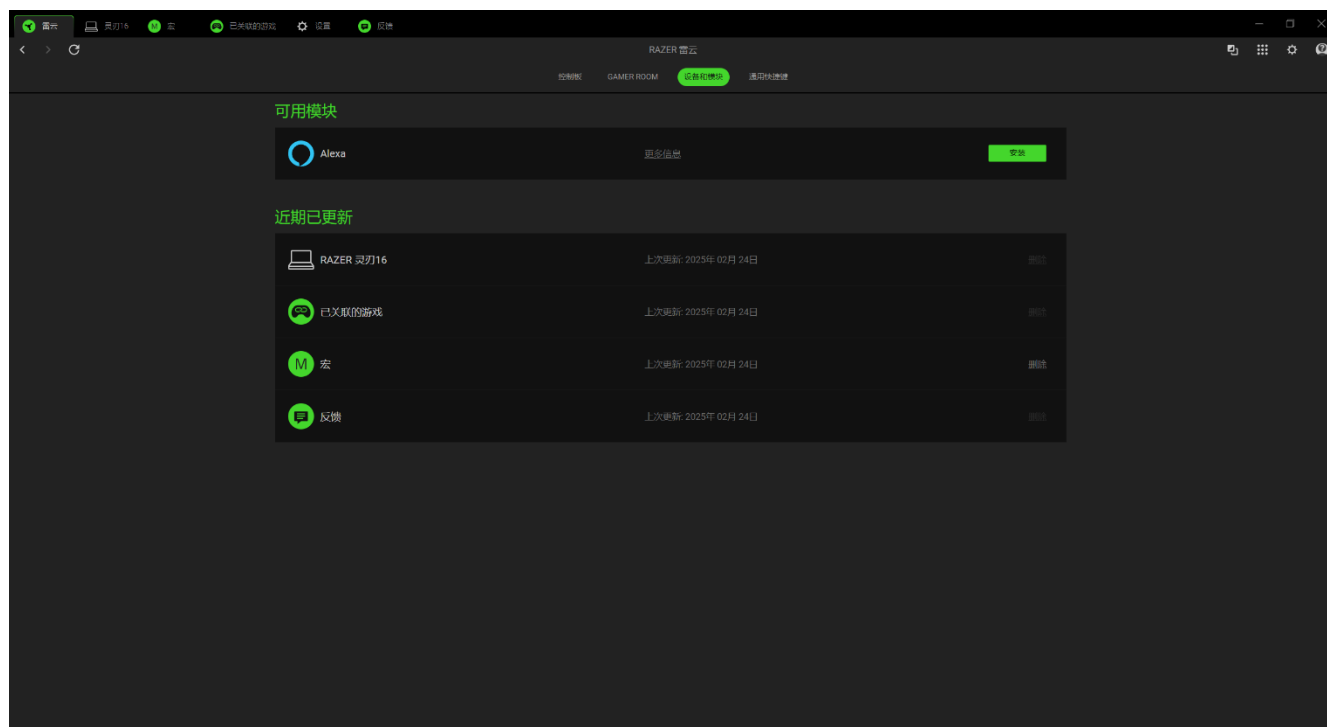 雷云 灵刃16 M 宏 已关联的游戏 设置 反馈
RAZER 雷云
控制板 GAMER ROOM 设备和模块 通用快捷键
可用模块
Alexa 更多信息 安装
近期已更新
RAZER 灵刃16 上次更新: 2025年 02月 24日 删除
已关联的游戏 上次更新: 2025年 02月 24日 删除
M 宏 上次更新: 2025年 02月 24日 删除
反馈 上次更新: 2025年 02月 24日 删除